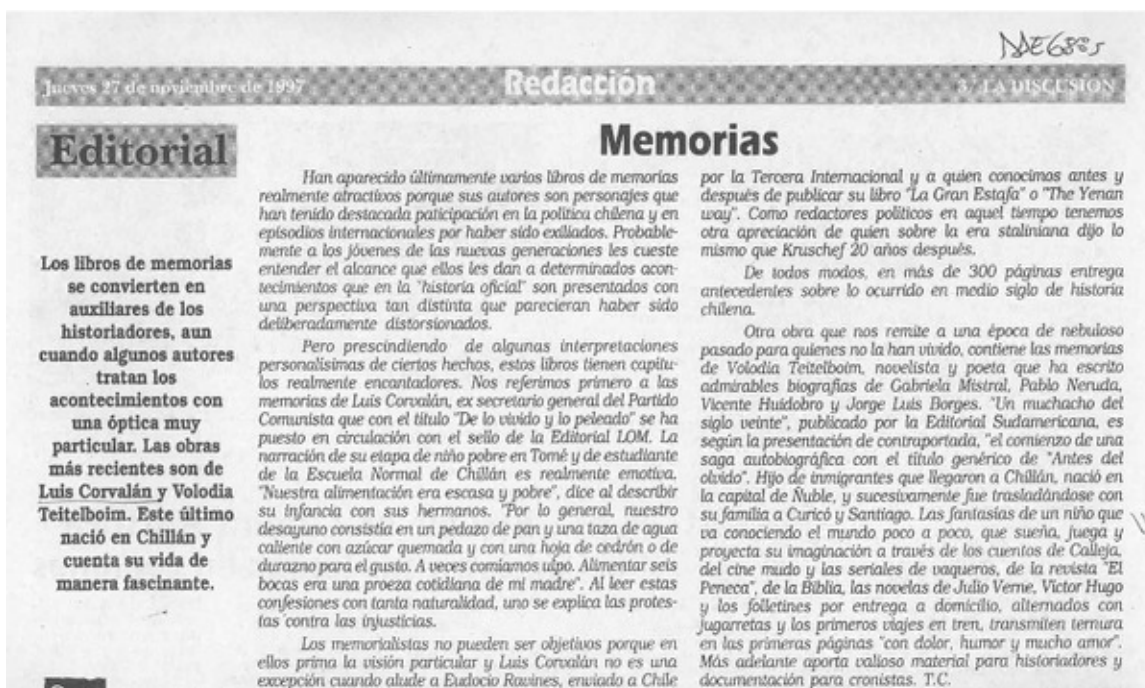 Jueves 27 de noviembre de 1997
Redacción
3 / LA DISCUSION
Editorial
Los libros de memorias
se convierten en
auxiliares de los
historiadores, aun
cuando algunos autores
tratan los
acontecimientos con
una óptica muy
particular. Las obras
más recientes son de
Luis Corvalán y Volodia
Teitelboim. Este último
nació en Chillán y
cuenta su vida de
manera fascinante.
Memorias
Han aparecido últimamente varios libros de memorias
realmente atractivos porque sus autores son personajes que
han tenido destacada paticipación en la política chilena y en
episodios internacionales por haber sido exiliados. Probable-
mente a los jóvenes de las nuevas generaciones les cueste
entender el alcance que ellos les dan a determinados acon-
tecimientos que en la "historia oficial" son presentados con
una perspectiva tan distinta que parecieran haber sido
deliberadamente distorsionados.
Pero prescindiendo de algunas interpretaciones
personalísimas de ciertos hechos, estos libros tienen capítu-
los realmente encantadores. Nos referimos primero a las
memorias de Luis Corvalán, ex secretario general del Partido
Comunista que con el título "De lo vivido y lo peleado" se ha
puesto en circulación con el sello de la Editorial LOM. La
narración de su etapa de niño pobre en Tomé y de estudiante
de la Escuela Normal de Chillán es realmente emotiva.
"Nuestra alimentación era escasa y pobre", dice al describir
su infancia con sus hermanos. "Por lo general, nuestro
desayuno consistía en un pedazo de pan y una taza de agua
caliente con azúcar quemada y con una hoja de cedrón o de
durazno para el gusto. A veces comíamos ulpo. Alimentar seis
bocas era una proeza cotidiana de mi madre". Al leer estas
confesiones con tanta naturalidad, uno se explica las protes-
tas contra las injusticias.
Los memorialistas no pueden ser objetivos porque en
ellos prima la visión particular y Luis Corvalán no es una
excepción cuando alude a Eudocio Ravines, enviado a Chile
por la Tercera Internacional y a quien conocimos antes y
después de publicar su libro "La Gran Estafa" o "The Yenan
way". Como redactores políticos en aquel tiempo tenemos
otra apreciación de quien sobre la era staliniana dijo lo
mismo que Kruschef 20 años después.
De todos modos, en más de 300 páginas entrega
antecedentes sobre lo ocurrido en medio siglo de historia
chilena.
Otra obra que nos remite a una época de nebuloso
pasado para quienes no la han vivido, contiene las memorias
de Volodia Teitelboim, novelista y poeta que ha escrito
admirables biografías de Gabriela Mistral, Pablo Neruda,
Vicente Huidobro y Jorge Luis Borges. "Un muchacho del
siglo veinte", publicado por la Editorial Sudamericana, es
según la presentación de contraportada, "el comienzo de una
saga autobiográfica con el título genérico de "Antes del
olvido". Hijo de inmigrantes que llegaron a Chillán, nació en
la capital de Ñuble, y sucesivamente fue trasladándose con
su familia a Curicó y Santiago. Las fantasías de un niño que
va conociendo el mundo poco a poco, que sueña, juega y
proyecta su imaginación a través de los cuentos de Calleja,
del cine mudo y las seriales de vaqueros, de la revista "El
Peneca", de la Biblia, las novelas de Julio Verne, Victor Hugo
y los folletines por entrega a domicilio, alternados con
jugarretas y los primeros viajes en tren, transmiten ternura
en las primeras páginas "con dolor, humor y mucho amor".
Más adelante aporta valioso material para historiadores y
documentación para cronistas. T.C.